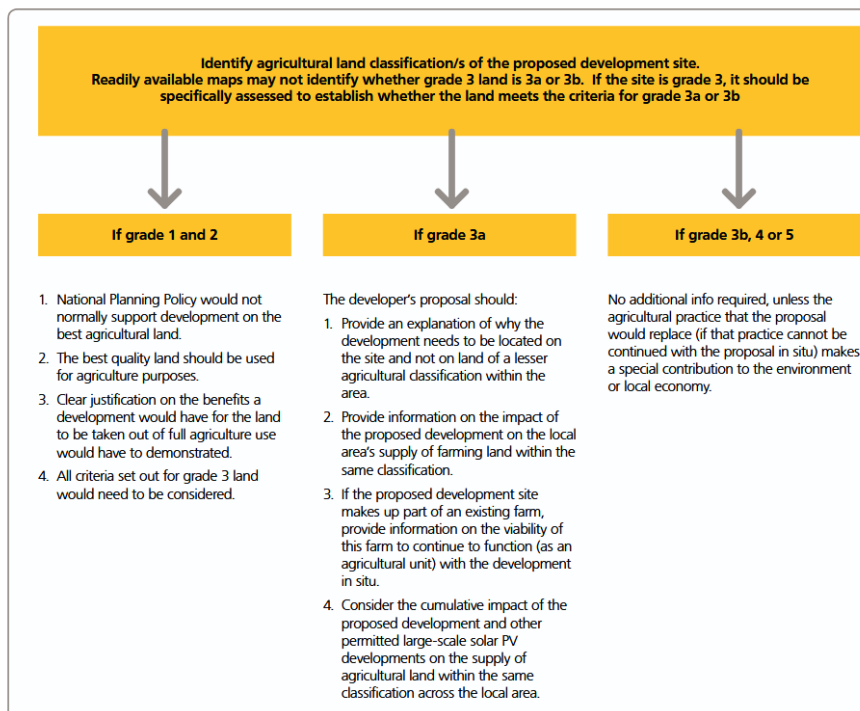 Identify agricultural land classification/s of the proposed development site.
Readily available maps may not identify whether grade 3 land is 3a or 3b.  If the site is grade 3, it should be
specifically assessed to establish whether the land meets the criteria for grade 3a or 3b
If grade 1 and 2
1. National Planning Policy would not
normally support development on the
best agricultural land.
2. The best quality land should be used
for agriculture purposes.
3. Clear justification on the benefits a
development would have for the land
to be taken out of full agriculture use
would have to demonstrated.
4. All criteria set out for grade 3 land
would need to be considered.
If grade 3a
The developer's proposal should:
1. Provide an explanation of why the
development needs to be located on
the site and not on land of a lesser
agricultural classification within the
area.
2. Provide information on the impact of
the proposed development on the local
area's supply of farming land within the
same classification.
3. If the proposed development site
makes up part of an existing farm,
provide information on the viability of
this farm to continue to function (as an
agricultural unit) with the development
in situ.
4. Consider the cumulative impact of the
proposed development and other
permitted large-scale solar PV
developments on the supply of
agricultural land within the same
classification across the local area.
If grade 3b, 4 or 5
No additional info required, unless the
agricultural practice that the proposal
would replace (if that practice cannot be
continued with the proposal in situ) makes
a special contribution to the environment
or local economy.